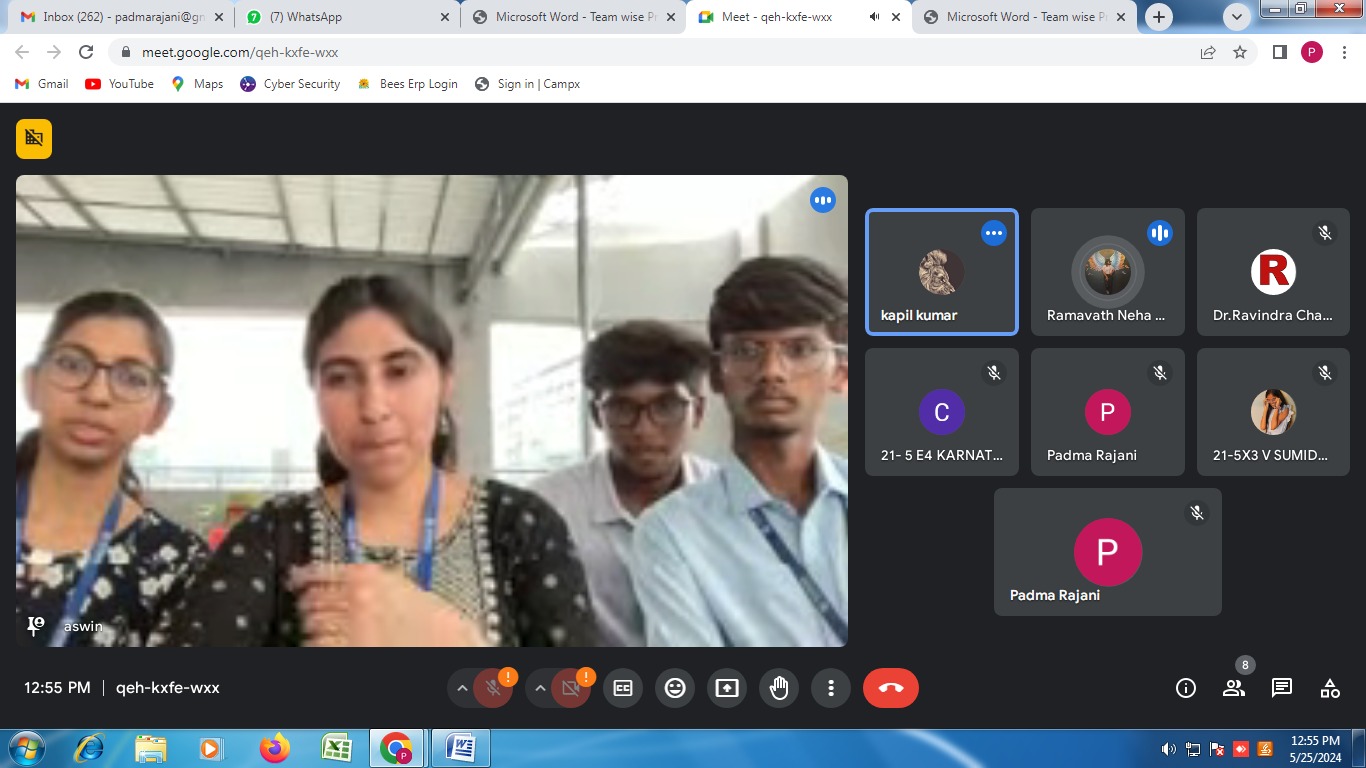 Inbox (262) - padmarajani@gn
(7) WhatsApp
Microsoft Word - Team wise Pr
Meet - qeh-kxfe-wxx
Microsoft Word - Team wise Pr
meet.google.com/qeh-kxfe-wxx
P
Gmail
YouTube
Maps
Cyber Security
Bees Erp Login
Sign in | Campx
kapil kumar
Ramavath Neha ...
R
Dr.Ravindra Cha...
C
21- 5 E4 KARNAT...
P
Padma Rajani
21-5X3 V SUMID...
P
Padma Rajani
aswin
12:55 PM | qeh-kxfe-wxx
8
12:55 PM
5/25/2024